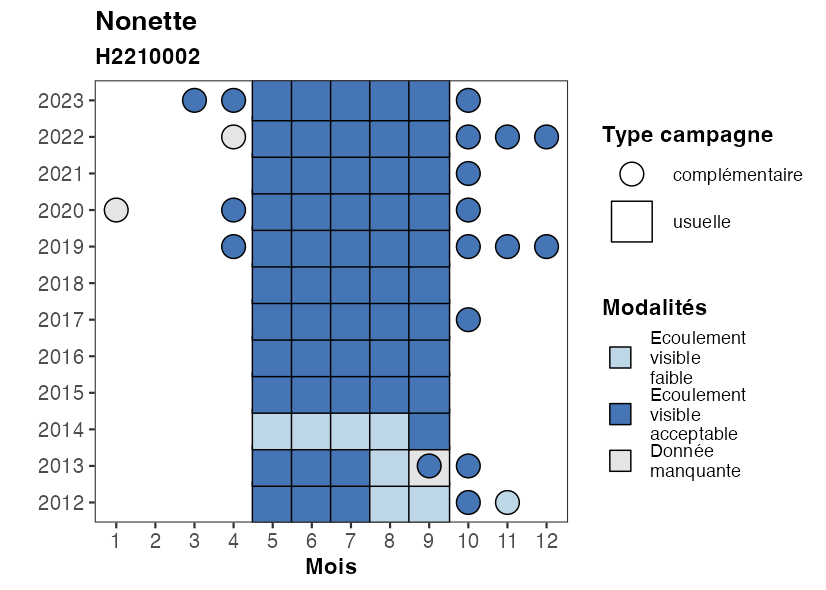 Nonette
H2210002
2023
2022
2021
2020
2019
2018
2017
2016
2015
2014
2013
2012
1 2 3 4 5 6 7 8 9 10 11 12
Mois
Type campagne
complémentaire
usuelle
Modalités
Ecoulement
visible
faible
Ecoulement
visible
acceptable
Donnée
manquante